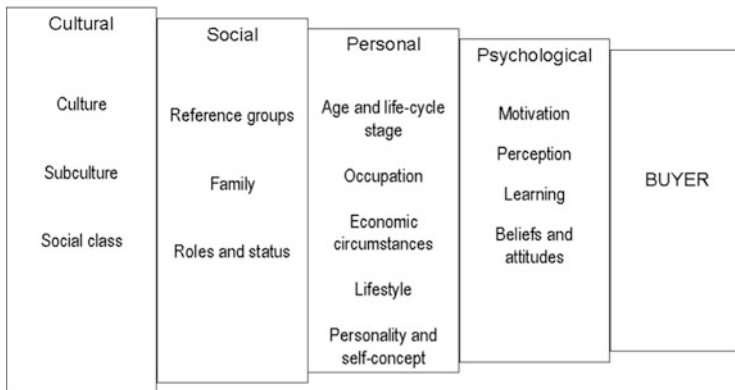 Cultural
Culture
Subculture
Social class
Social
Reference groups
Family
Roles and status
Personal
Age and life-cycle
stage
Occupation
Economic
circumstances
Lifestyle
Personality and
self-concept
Psychological
Motivation
Perception
Learning
Beliefs and
attitudes
BUYER